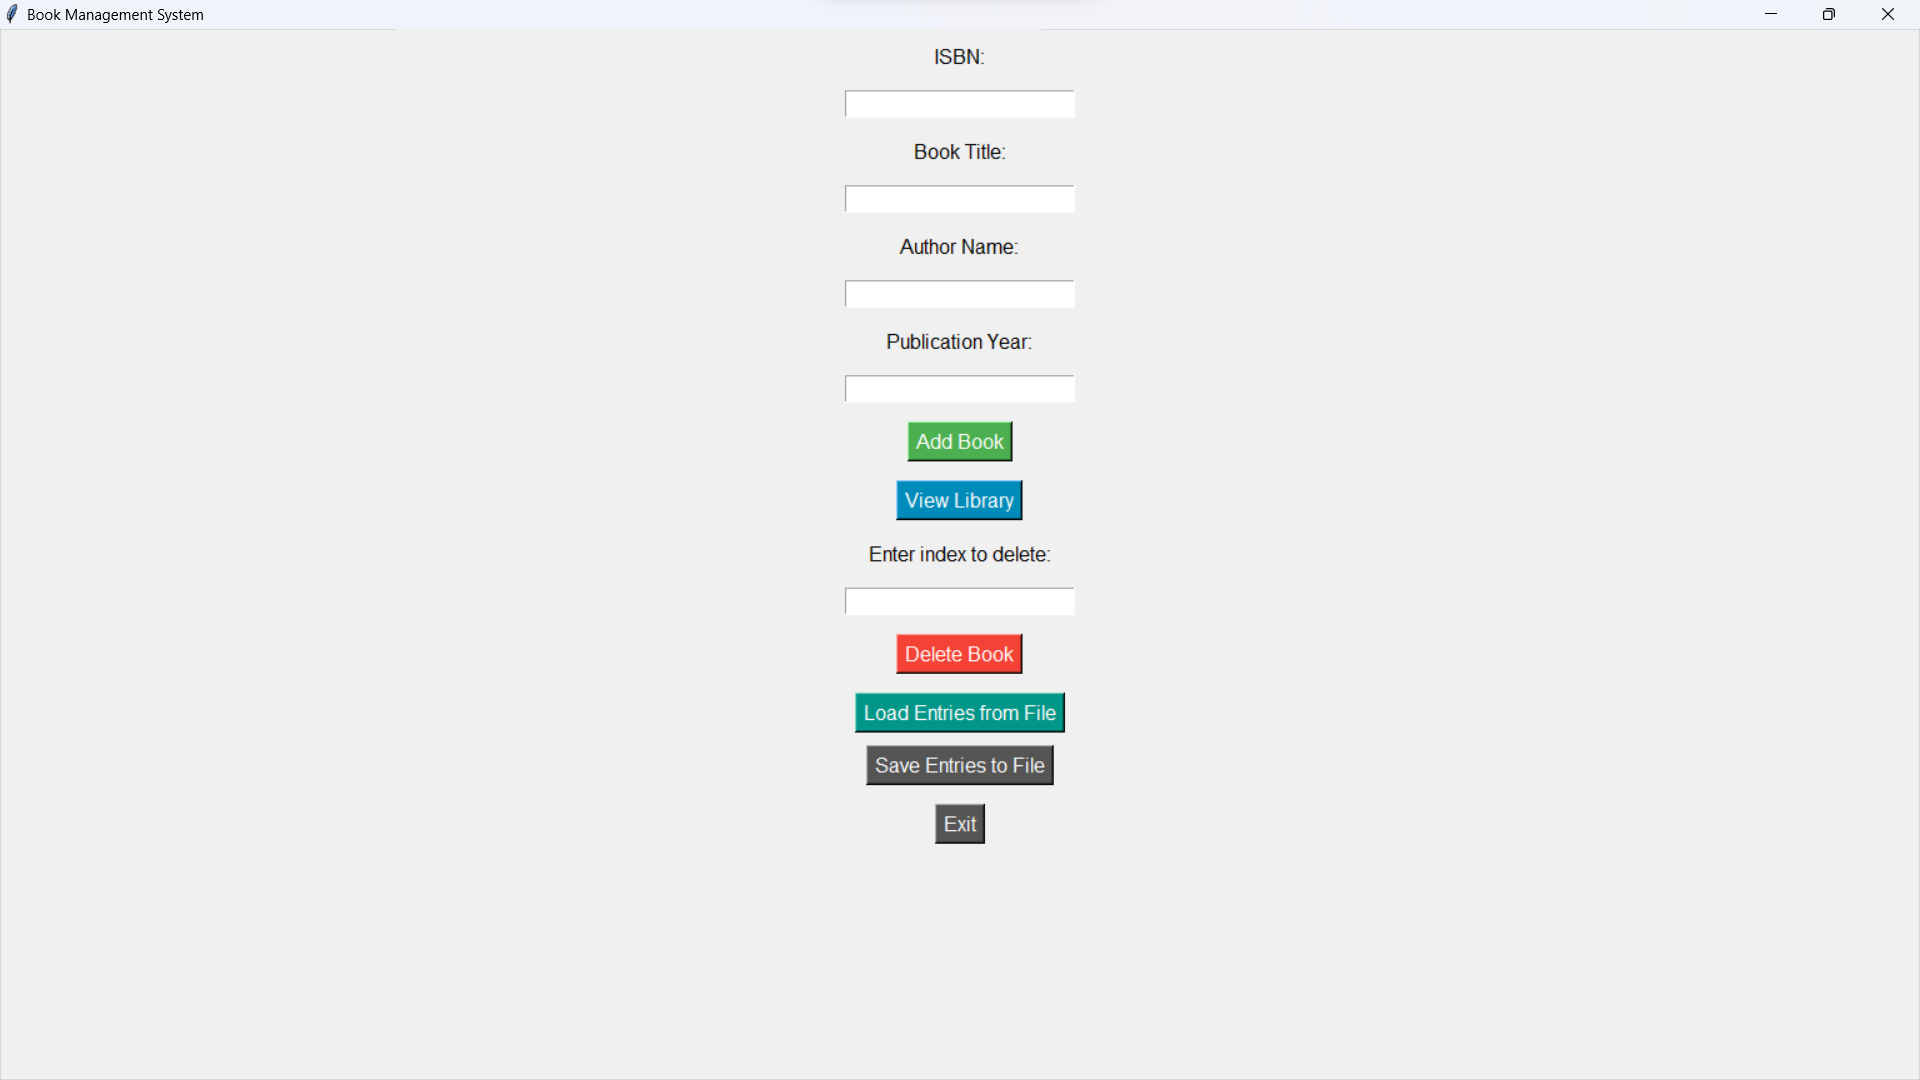 Book Management System
ISBN:
Book Title:
Author Name:
Publication Year:
Add Book
View Library
Enter index to delete:
Delete Book
Load Entries from File
Save Entries to File
Exit